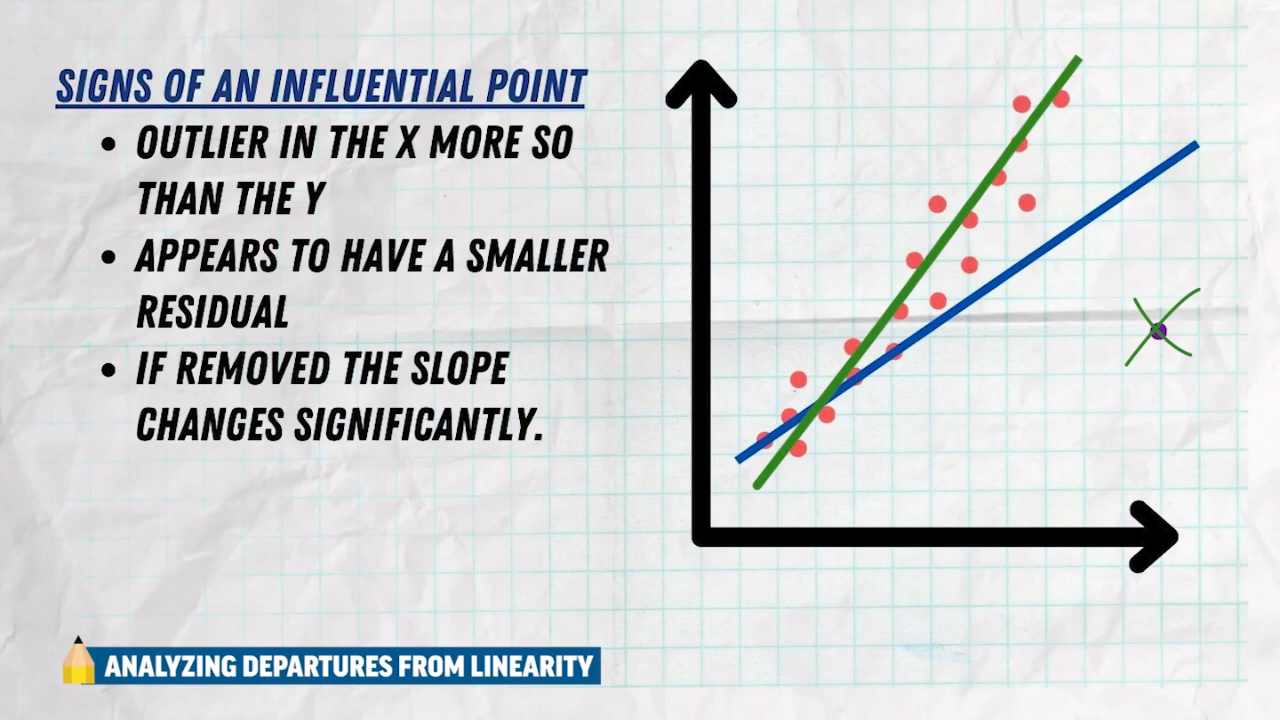 SIGNS OF AN INFLUENTIAL POINT
• OUTLIER IN THE X MORE SO
THAN THE Y
• APPEARS TO HAVE A SMALLER
RESIDUAL
• IF REMOVED THE SLOPE
CHANGES SIGNIFICANTLY.
ANALYZING DEPARTURES FROM LINEARITY